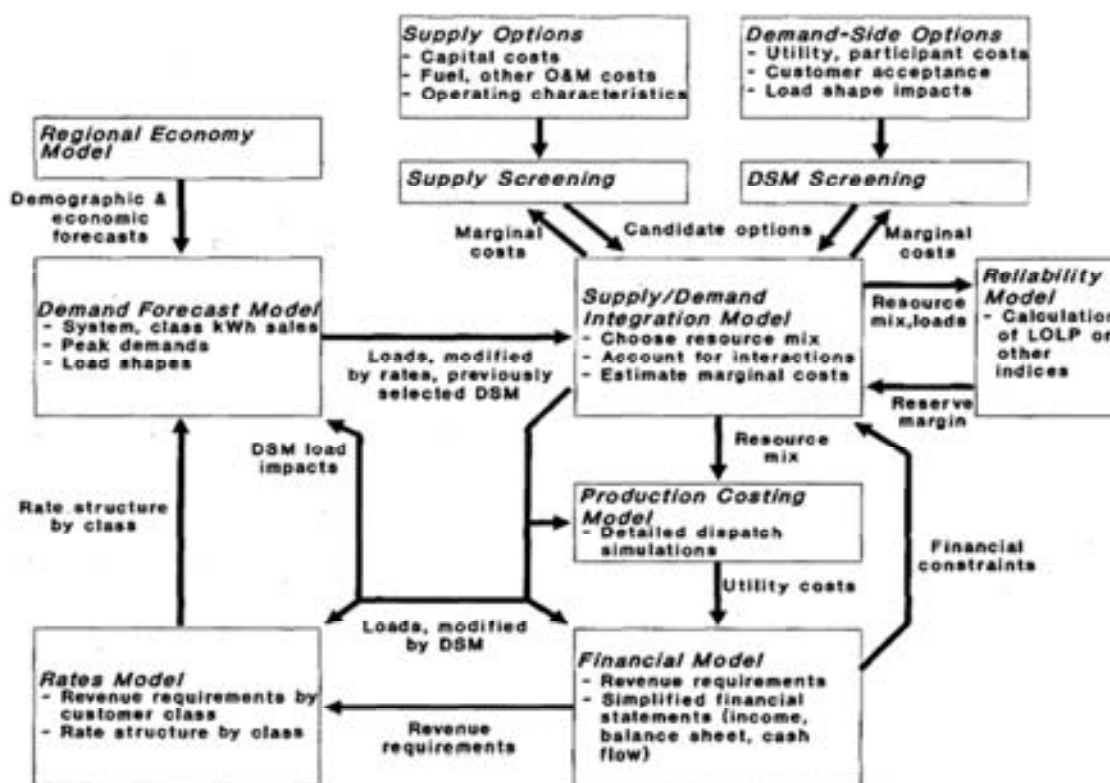 Supply Options
- Capital costs
- Fuel, other O&M costs
- Operating characteristics
Demand-Side Options
- Utility, participant costs
- Customer acceptance
- Load shape impacts
Regional Economy
Model
Supply Screening
DSM Screening
Demographic &
economic
forecasts
Marginal
costs
Candidate options
Marginal
costs
Demand Forecast Model
- System, class kWh sales
- Peak demands
- Load shapes
Loads, modified
by rates, previously
selected DSM
Supply/Demand
Integration Model
- Choose resource mix
- Account for interactions
- Estimate marginal costs
Resource
mix,loads
Reliability
Model
- Calculation
of LOLP or
other
indices
Reserve
margin
DSM load
impacts
Resource
mix
Rate structure
by class
Production Costing
Model
- Detailed dispatch
simulations
Financial
constraints
Utility costs
Loads, modified
by DSM
Rates Model
- Revenue requirements by
customer class
- Rate structure by class
Revenue
requirements
Financial Model
- Revenue requirements
- Simplified financial
statements (income,
balance sheet, cash
flow)